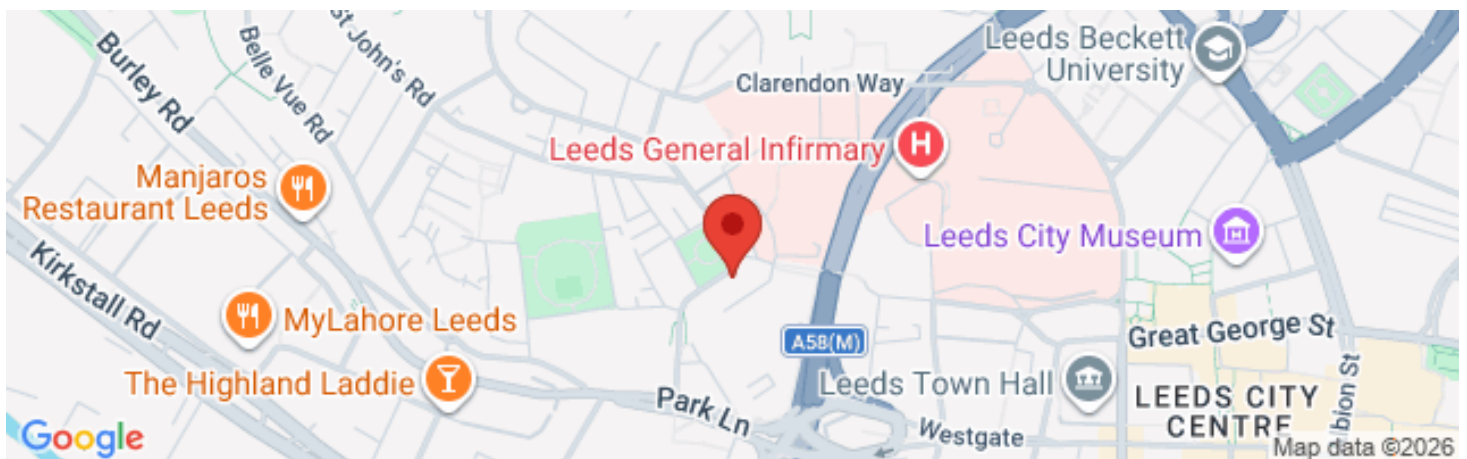 St John's Rd
Belle Vue Rd
Burley Rd
Leeds Beckett
University
Clarendon Way
Leeds General Infirmary
H
Manjaros
Restaurant Leeds
Leeds City Museum
Kirkstall Rd
MyLahore Leeds
A58(M)
Great George St
The Highland Laddie
Leeds Town Hall
Park Ln
LEEDS CITY
CENTRE
Westgate
lbion St
Google
Map data ©2026